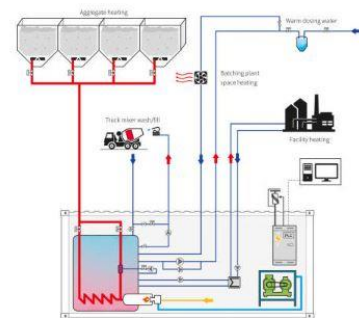 Aggregate heating
Warm dosing water
Batching plant
space heating
Truck mixer wash/fill
Facility heating